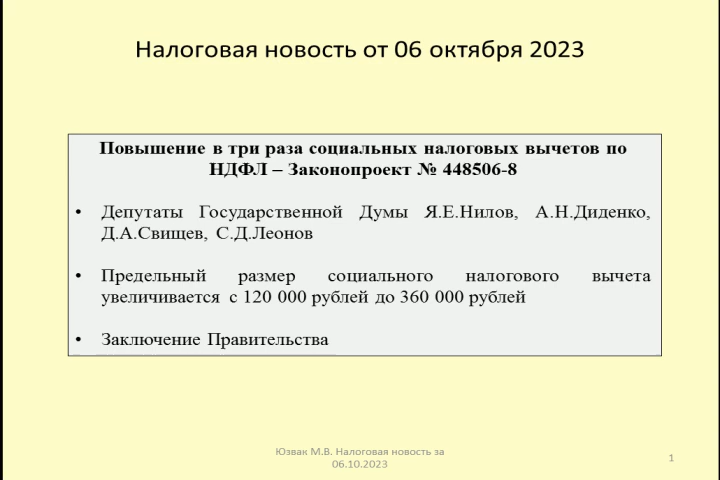 Налоговая новость от 06 октября 2023
Повышение в три раза социальных налоговых вычетов по
НДФЛ – Законопроект № 448506-8
• Депутаты Государственной Думы Я.Е.Нилов, А.Н.Диденко,
Д.А.Свищев, С.Д.Леонов
• Предельный размер социального налогового вычета
увеличивается с 120 000 рублей до 360 000 рублей
• Заключение Правительства
Юзвак М.В. Налоговая новость за
06.10.2023
1